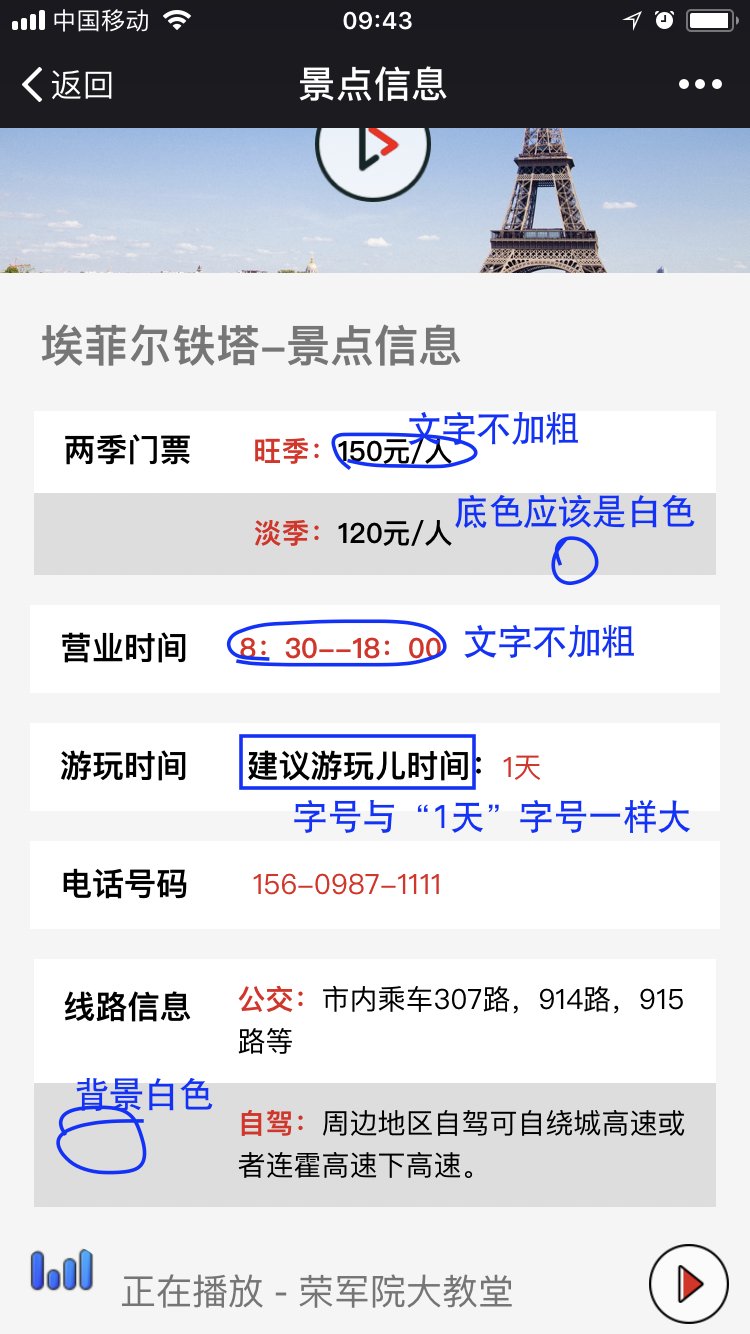 中国移动 09:43
返回 景点信息
埃菲尔铁塔-景点信息
文字不加粗
两季门票 旺季：150元/人
底色应该是白色
淡季：120元/人
营业时间 8：30--18：00 文字不加粗
游玩时间 建议游玩儿时间： 1天
字号与“1天”字号一样大
电话号码 156-0987-1111
线路信息 公交：市内乘车307路，914路，915
路等
背景白色
自驾：周边地区自驾可自绕城高速或
者连霍高速下高速。
正在播放 - 荣军院大教堂